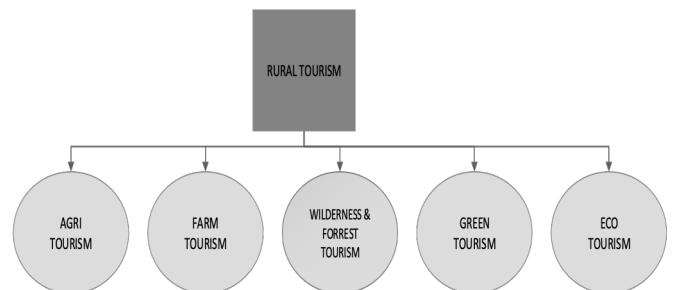 RURAL TOURISM
AGRI
TOURISM
FARM
TOURISM
WILDERNESS &
FORREST
TOURISM
GREEN
TOURISM
ECO
TOURISM